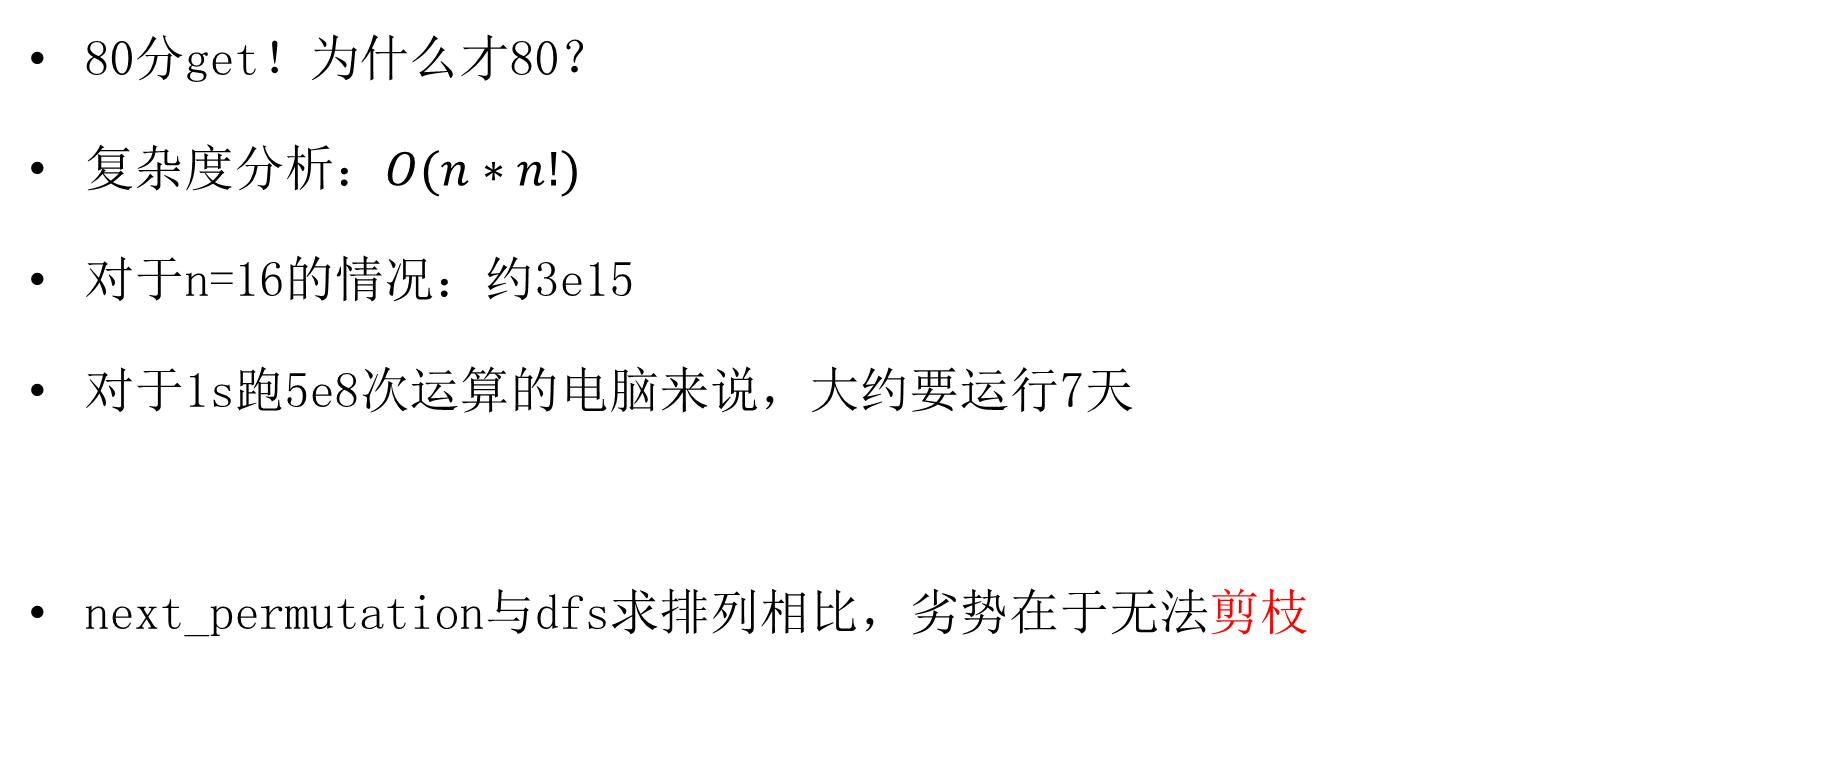 • 80分get！为什么才80？
• 复杂度分析：O(n ∗ n!)
• 对于n=16的情况：约3e15
• 对于1s跑5e8次运算的电脑来说，大约要运行7天
• next_permutation与dfs求排列相比，劣势在于无法剪枝